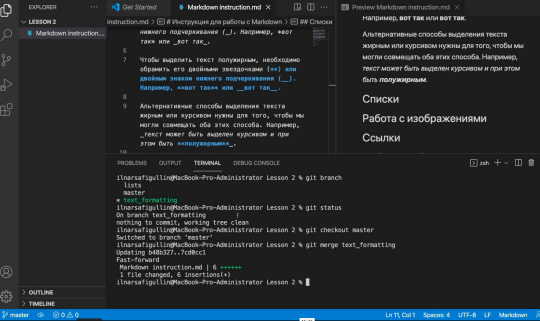 EXPLORER
LESSON 2
Markdown instruction.md
OUTLINE
TIMELINE
Get Started
Markdown instruction.md
instruction.md > # Инструкция для работы с Markdown > ## Списки
нижнего подчеркивания (_). Например, *вот
так* или _вот так_.
6
7
Чтобы выделить текст полужирным, необходимо
обрамить его двойными звездочками (**) или
двойным знаком нижнего подчеркивания (__).
Например, **вот так** или __вот так__.
8
9
Альтернативные способы выделения текста
жирным или курсивом нужны для того, чтобы мы
могли совмещать оба этих способа. Например,
_текст может быть выделен курсивом и при
этом быть **полужирным**_.
10
Preview Markdown instruction.md
Например, вот так или вот так.
Альтернативные способы выделения текста
жирным или курсивом нужны для того, чтобы мы
могли совмещать оба этих способа. Например,
текст может быть выделен курсивом и при этом
быть полужирным.
Списки
Работа с изображениями
Ссылки
PROBLEMS OUTPUT TERMINAL DEBUG CONSOLE
zsh
ilnarsafigullin@MacBook-Pro-Administrator Lesson 2 % git branch
lists
master
* text_formatting
ilnarsafigullin@MacBook-Pro-Administrator Lesson 2 % git status
On branch text_formatting
nothing to commit, working tree clean
ilnarsafigullin@MacBook-Pro-Administrator Lesson 2 % git checkout master
Switched to branch 'master'
ilnarsafigullin@MacBook-Pro-Administrator Lesson 2 % git merge text_formatting
Updating b48b327..7cd0cc1
Fast-forward
Markdown instruction.md | 6 ++++++
1 file changed, 6 insertions(+)
ilnarsafigullin@MacBook-Pro-Administrator Lesson 2 %
master
0 0
Ln 11, Col 1 Spaces: 4 UTF-8 LF Markdown